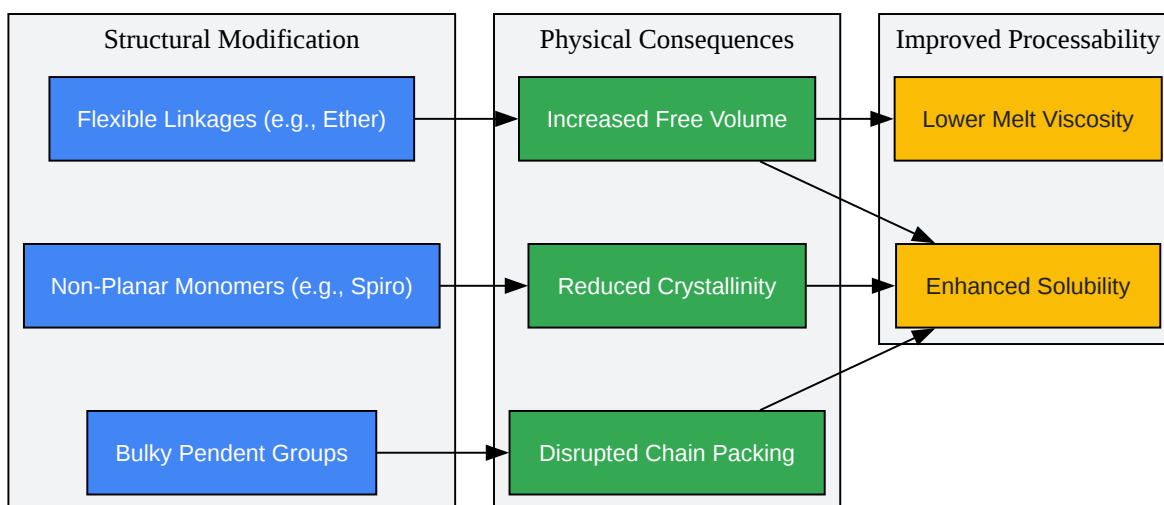 Structural Modification
Physical Consequences
Improved Processability
Flexible Linkages (e.g., Ether)
Increased Free Volume
Lower Melt Viscosity
Non-Planar Monomers (e.g., Spiro)
Reduced Crystallinity
Enhanced Solubility
Bulky Pendent Groups
Disrupted Chain Packing